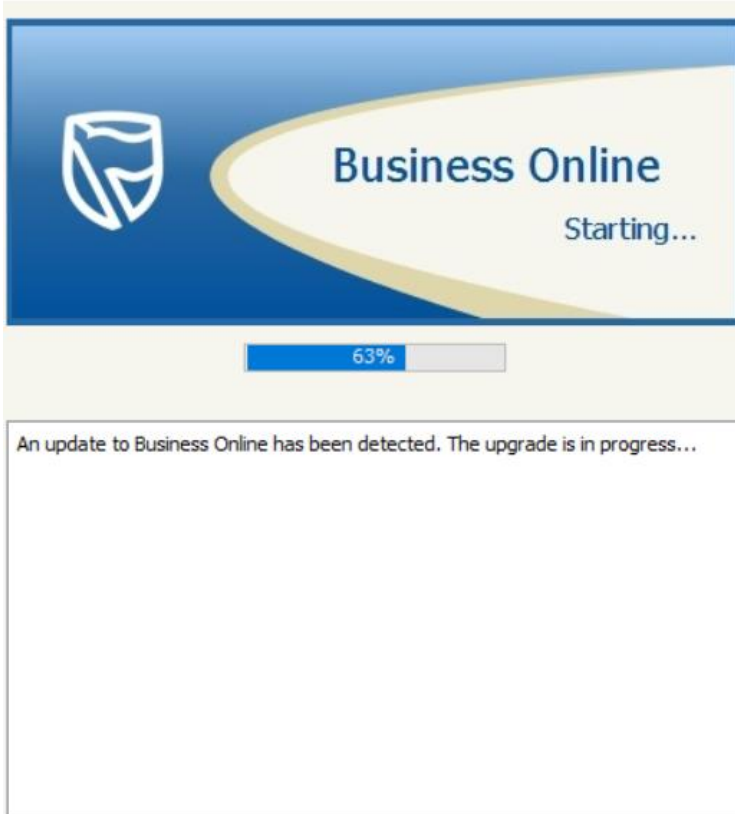 Business Online
Starting...
63%
An update to Business Online has been detected. The upgrade is in progress...